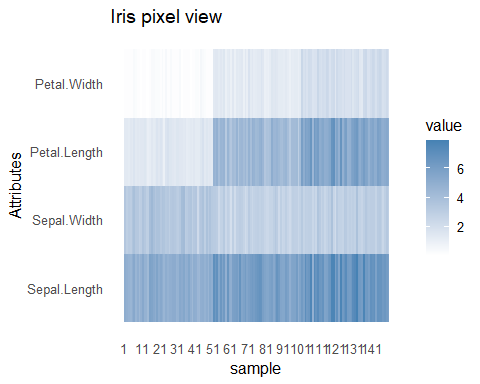 Iris pixel view
Petal.Width
Petal.Length
Sepal.Width
Sepal.Length
Attributes
1 11 21 31 41 51 61 71 81 91 101 111 121 131 141
sample
value
6
4
2